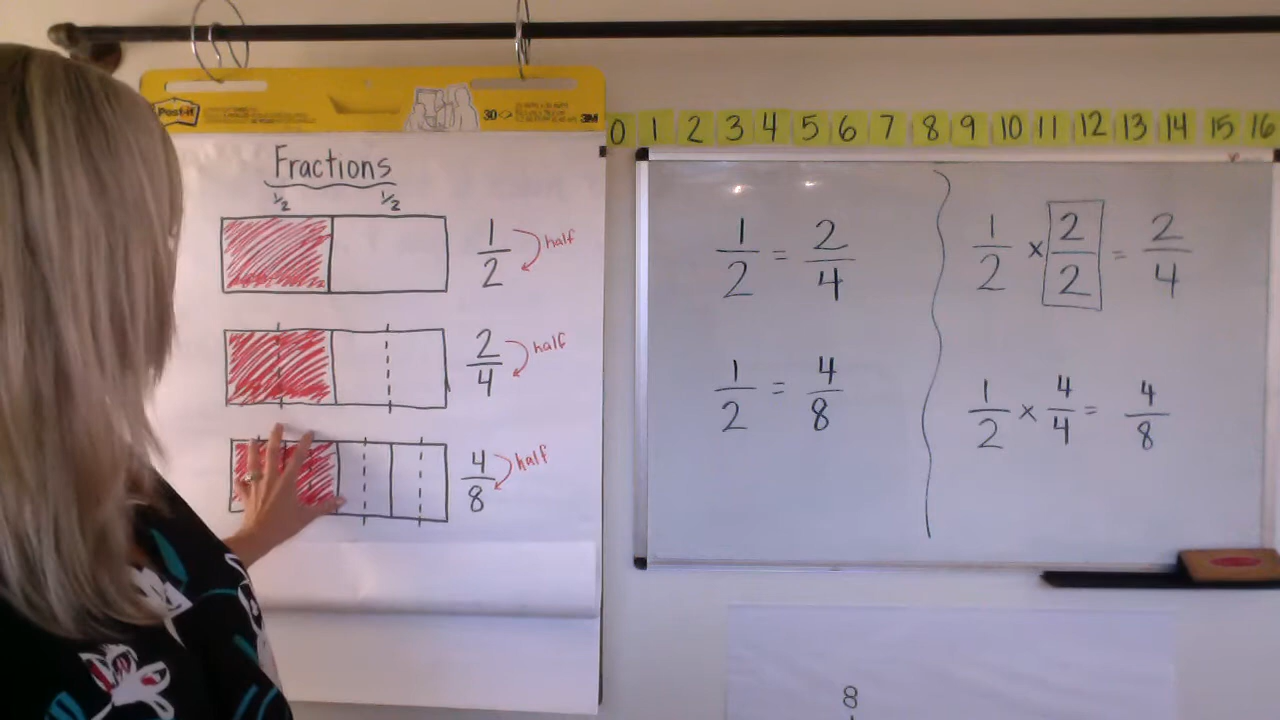 Post-it
30
3M
Fractions
1/2 1/2
1/2 half
2/4 half
4/8 half
0 1 2 3 4 5 6 7 8 9 10 11 12 13 14 15 16
1/2 = 2/4
1/2 = 4/8
1/2 × 2/2 = 2/4
1/2 × 4/4 = 4/8
8